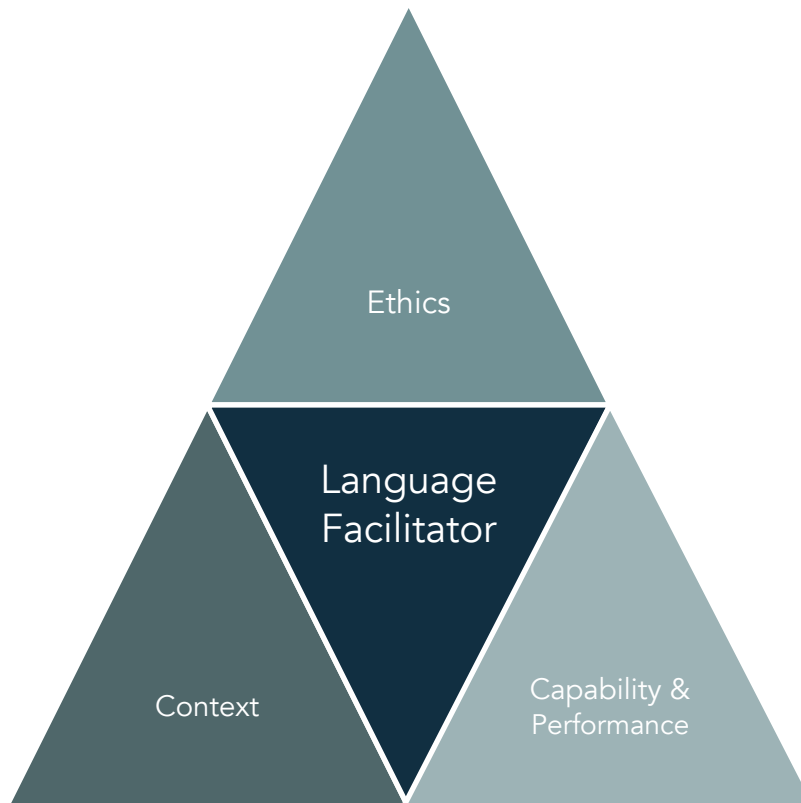 Ethics
Language
Facilitator
Context
Capability &
Performance